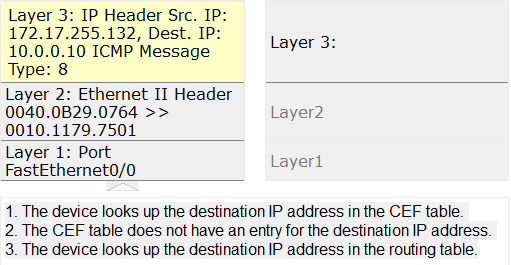 Layer 3: IP Header Src. IP:
172.17.255.132, Dest. IP:
10.0.0.10 ICMP Message
Type: 8
Layer 2: Ethernet II Header
0040.0B29.0764 >>
0010.1179.7501
Layer 1: Port
FastEthernet0/0
Layer 3:
Layer2
Layer1
1. The device looks up the destination IP address in the CEF table.
2. The CEF table does not have an entry for the destination IP address.
3. The device looks up the destination IP address in the routing table.